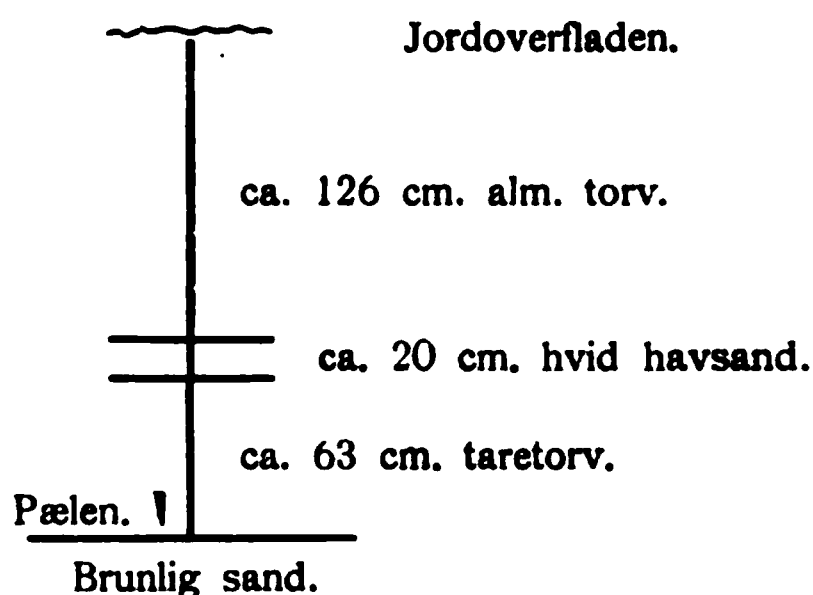 Jordoverfladen.
ca. 126 cm. alm. torv.
ca. 20 cm. hvid havsand.
ca. 63 cm. taretorv.
Pælen.
Brunlig sand.